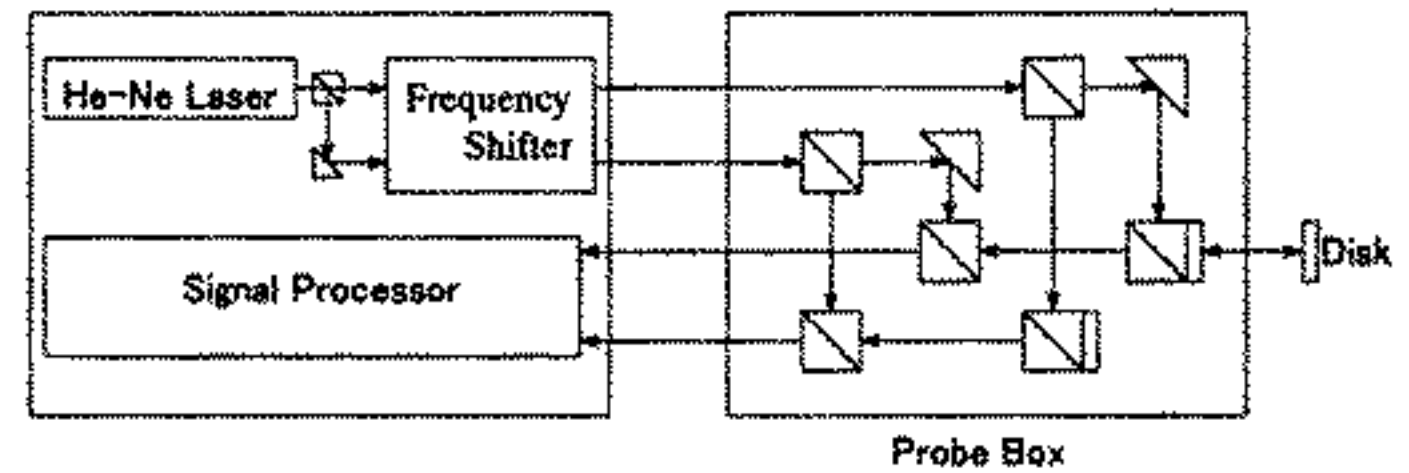 He-Ne Laser
Frequency
Shifter
Signal Processor
Disk
Probe Box